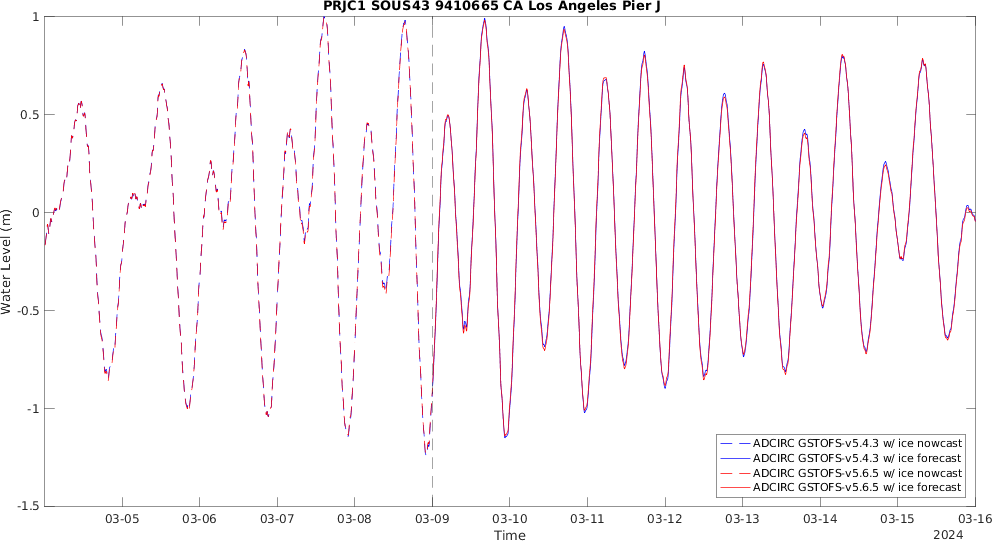 PRJC1 SOUS43 9410665 CA Los Angeles Pier J
1
0.5
0
-0.5
-1
-1.5
Water Level (m)
ADCIRC GSTOFS-v5.4.3 w/ ice nowcast
ADCIRC GSTOFS-v5.4.3 w/ ice forecast
ADCIRC GSTOFS-v5.6.5 w/ ice nowcast
ADCIRC GSTOFS-v5.6.5 w/ ice forecast
03-05 03-06 03-07 03-08 03-09 03-10 03-11 03-12 03-13 03-14 03-15 03-16
Time
2024